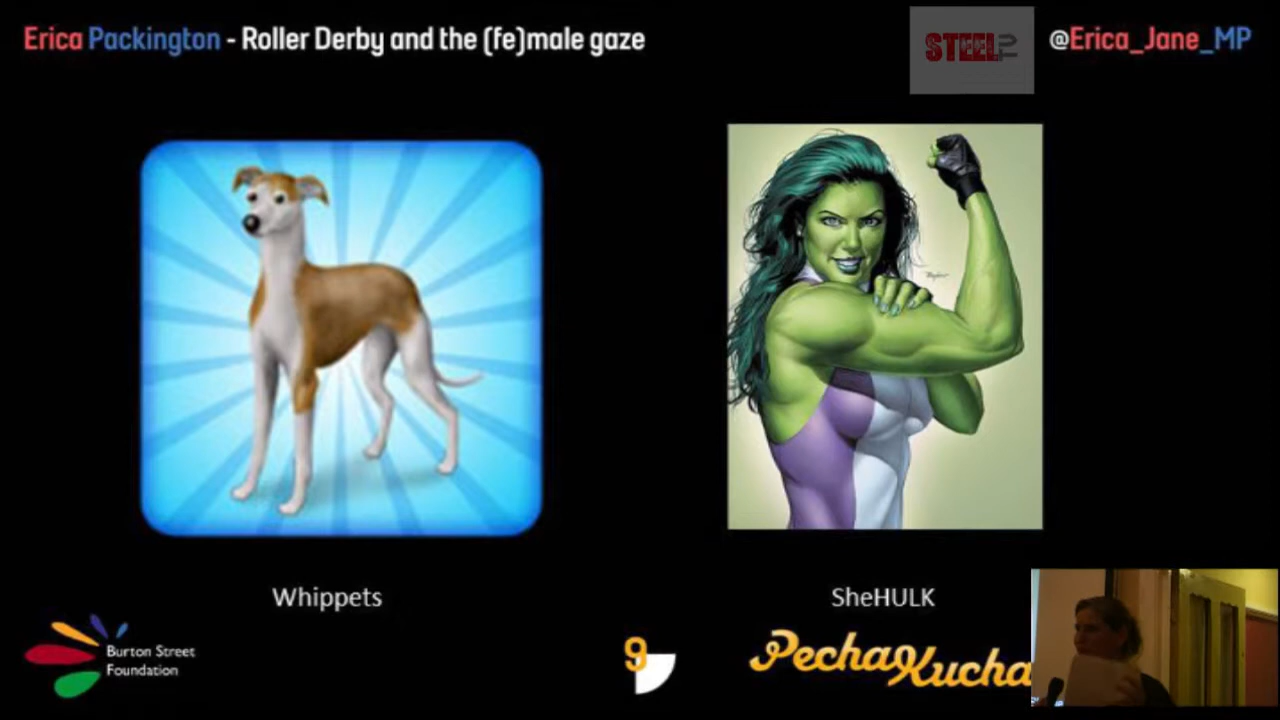 Erica Packington - Roller Derby and the (fe)male gaze
STEEL
@Erica_Jane_MP
Whippets
SheHULK
Burton Street
Foundation
9
PechaKucha